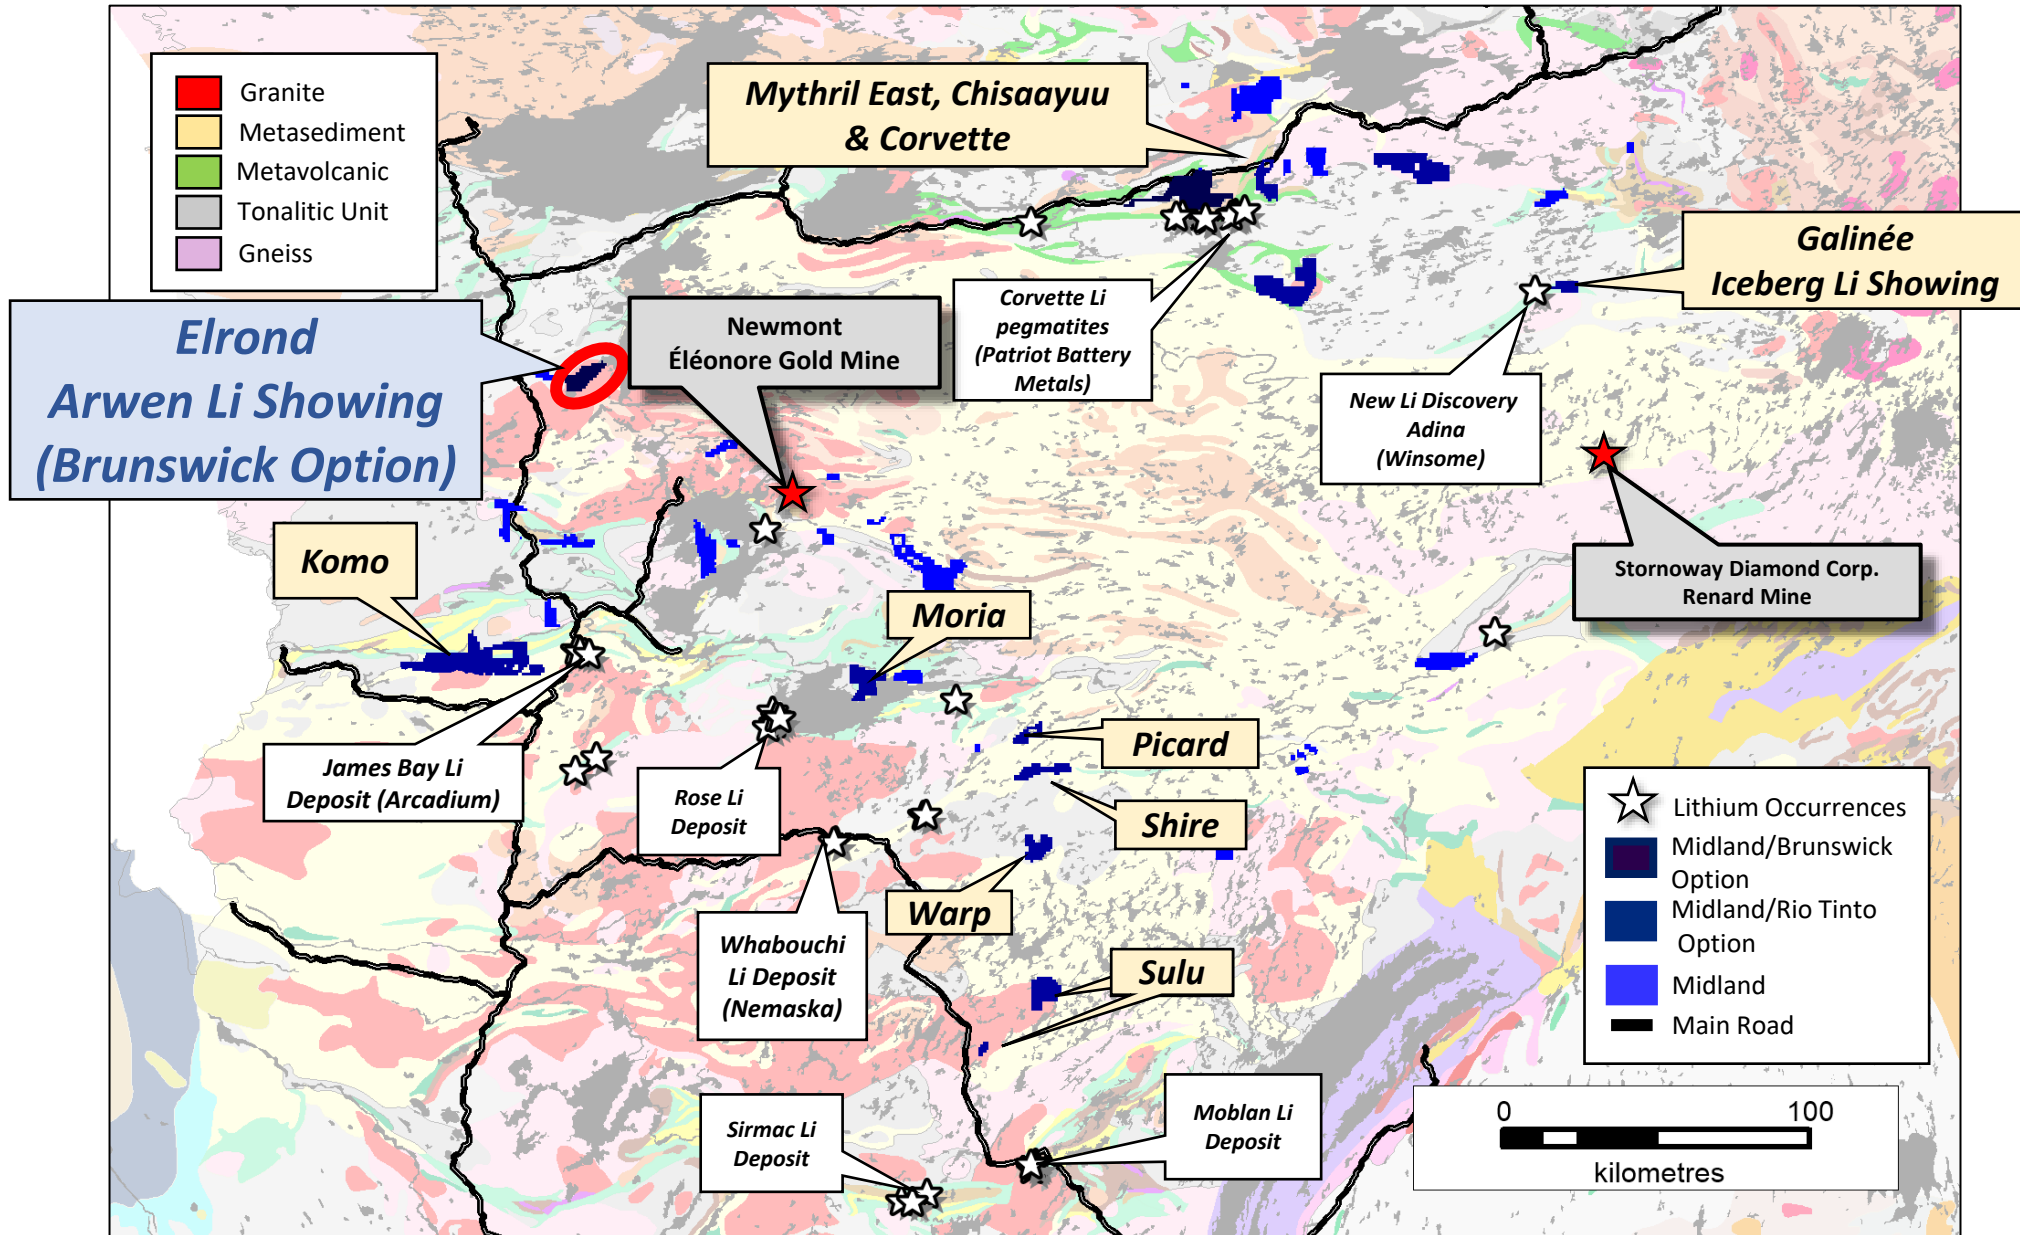 Granite
Metasediment
Metavolcanic
Tonalitic Unit
Gneiss
Mythril East, Chisaayuu
& Corvette
Galinée
Iceberg Li Showing
Elrond
Arwen Li Showing
(Brunswick Option)
Newmont
Éléonore Gold Mine
Corvette Li
pegmatites
(Patriot Battery
Metals)
New Li Discovery
Adina
(Winsome)
Stornoway Diamond Corp.
Renard Mine
Komo
Moria
James Bay Li
Deposit (Arcadium)
Rose Li
Deposit
Picard
Shire
Warp
Whabouchi
Li Deposit
(Nemaska)
Sulu
Sirmac Li
Deposit
Moblan Li
Deposit
Lithium Occurrences
Midland/Brunswick
Option
Midland/Rio Tinto
Option
Midland
Main Road
0 100
kilometres